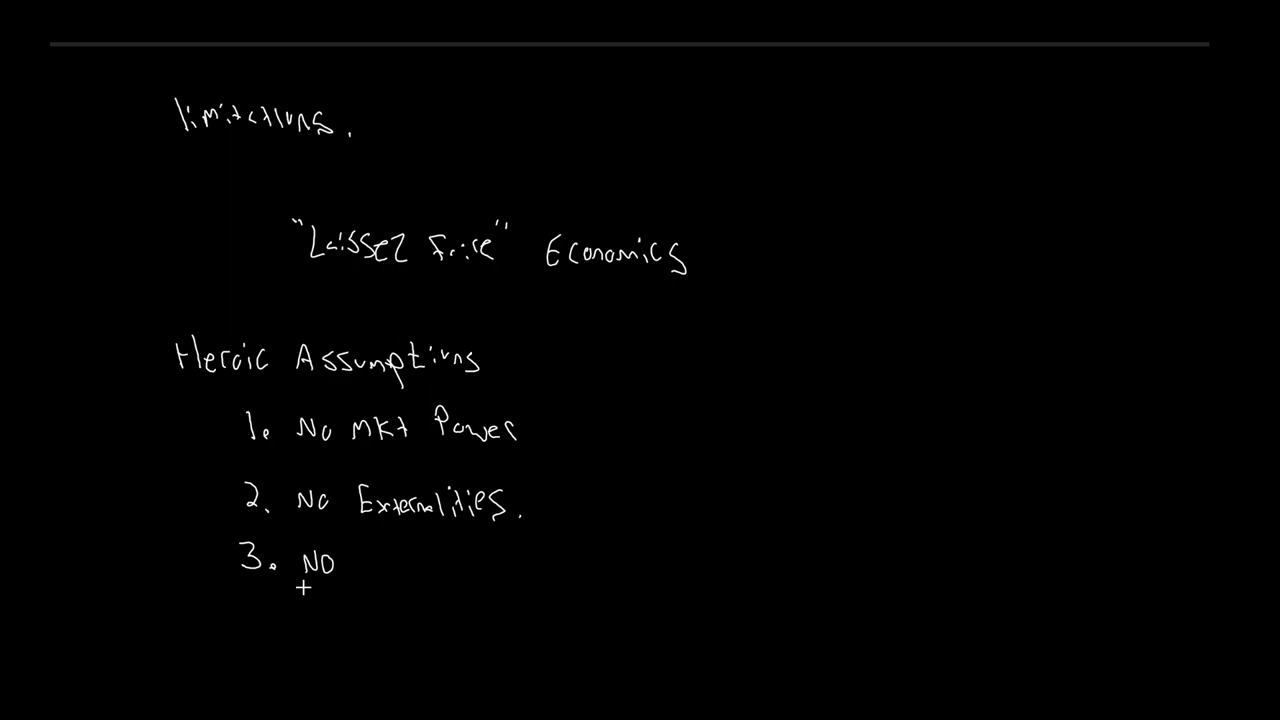 limitations.
"Laissez Faire" Economics
Heroic Assumptions
1. No Mkt Power
2. No Externalities.
3. No